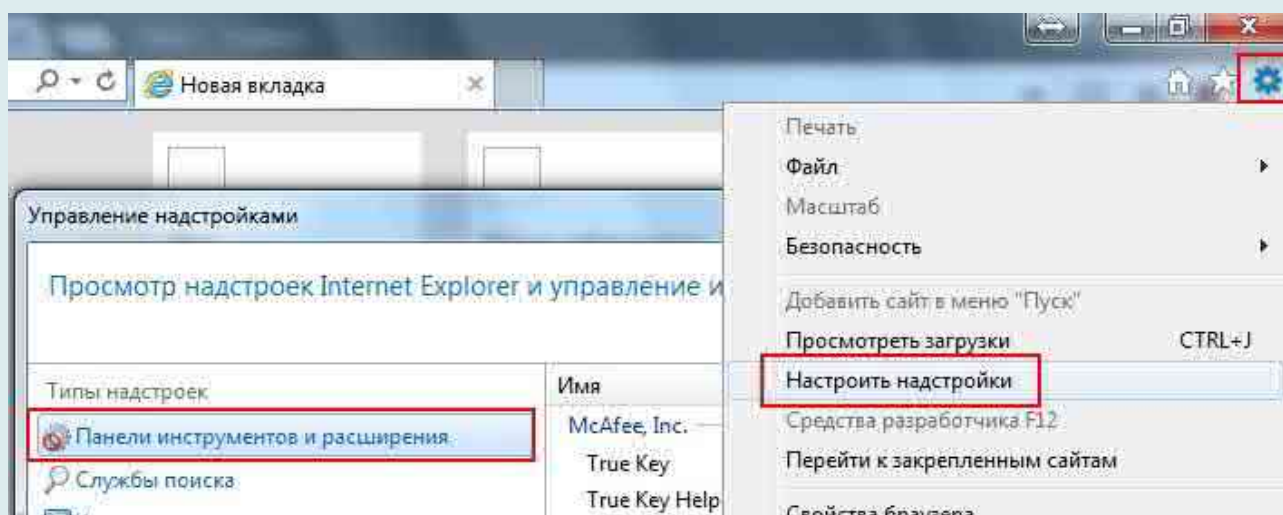 Новая вкладка
Печать
Файл
Масштаб
Безопасность
Добавить сайт в меню "Пуск"
Просмотреть загрузки CTRL+J
Настроить надстройки
Средства разработчика F12
Перейти к закрепленным сайтам
Свойства браузера
Управление надстройками
Просмотр надстроек Internet Explorer и управление и
Типы надстроек
Панели инструментов и расширения
Службы поиска
Имя
McAfee, Inc.
True Key
True Key Help